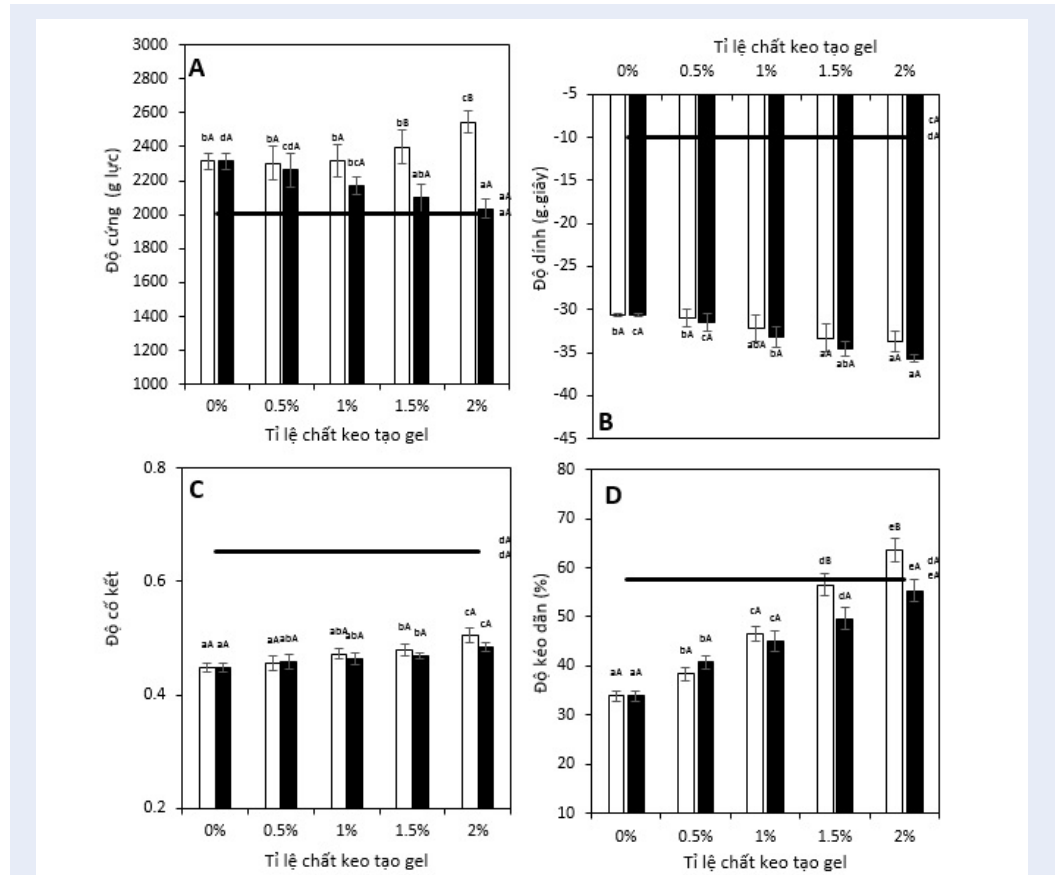 A
Độ cứng (g lực)
3000
2800
2600
2400
2200
2000
1800
1600
1400
1200
1000
bA dA
bA cdA
bA bcA
bB abA
cB aA
aA
aA
0% 0.5% 1% 1.5% 2%
Tỉ lệ chất keo tạo gel
Tỉ lệ chất keo tạo gel
0% 0.5% 1% 1.5% 2%
B
Độ dính (g.giây)
-5
-10
-15
-20
-25
-30
-35
-40
-45
cA
dA
bA cA
bA cA
abA bA
aA abA
aA aA
C
Độ cố kết
0.8
0.6
0.4
0.2
dA
dA
aA aA
aA abA
abA abA
bA bA
cA cA
0% 0.5% 1% 1.5% 2%
Tỉ lệ chất keo tạo gel
D
Độ kéo dãn (%)
80
70
60
50
40
30
20
10
aA aA
bA bA
cA cA
dB dA
eB eA
dA
eA
0% 0.5% 1% 1.5% 2%
Tỉ lệ chất keo tạo gel